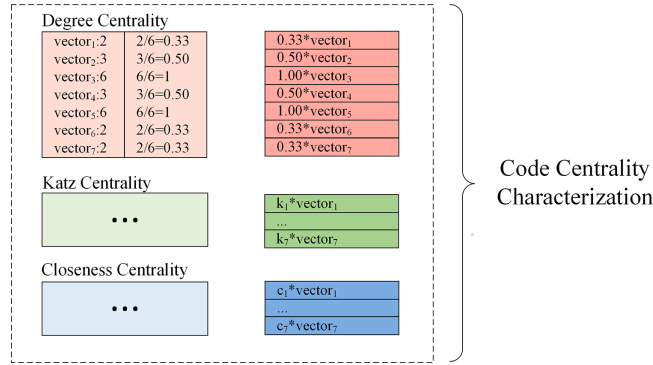 Degree Centrality
vector₁:2 2/6=0.33 0.33*vector₁
vector₂:3 3/6=0.50 0.50*vector₂
vector₃:6 6/6=1 1.00*vector₃
vector₄:3 3/6=0.50 0.50*vector₄
vector₅:6 6/6=1 1.00*vector₅
vector₆:2 2/6=0.33 0.33*vector₆
vector₇:2 2/6=0.33 0.33*vector₇
Katz Centrality
... k₁*vector₁
...
k₇*vector₇
Closeness Centrality
... c₁*vector₁
...
c₇*vector₇
Code Centrality
Characterization